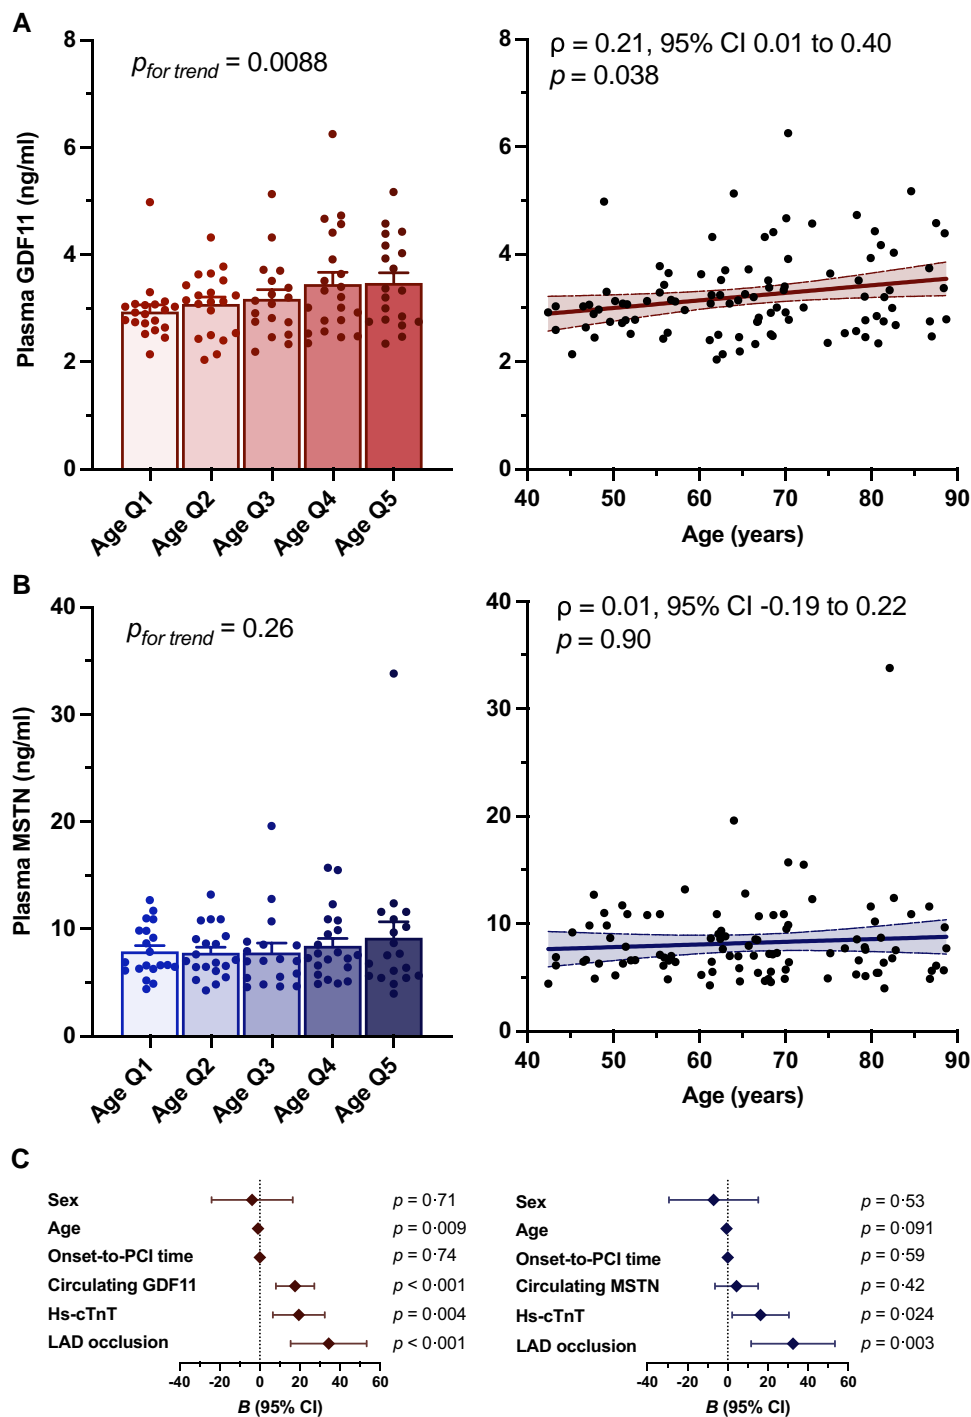 A
p for trend = 0.0088
ρ = 0.21, 95% CI 0.01 to 0.40
p = 0.038
Plasma GDF11 (ng/ml)
8
6
4
2
0
Age Q1
Age Q2
Age Q3
Age Q4
Age Q5
8
6
4
2
0
40
50
60
70
80
90
Age (years)
B
p for trend = 0.26
ρ = 0.01, 95% CI -0.19 to 0.22
p = 0.90
Plasma MSTN (ng/ml)
40
30
20
10
0
Age Q1
Age Q2
Age Q3
Age Q4
Age Q5
40
30
20
10
0
40
50
60
70
80
90
Age (years)
C
Sex p = 0·71
Age p = 0·009
Onset-to-PCI time p = 0·74
Circulating GDF11 p < 0·001
Hs-cTnT p = 0·004
LAD occlusion p < 0·001
-40 -20 0 20 40 60
B (95% CI)
Sex p = 0·53
Age p = 0·091
Onset-to-PCI time p = 0·59
Circulating MSTN p = 0·42
Hs-cTnT p = 0·024
LAD occlusion p = 0·003
-40 -20 0 20 40 60
B (95% CI)